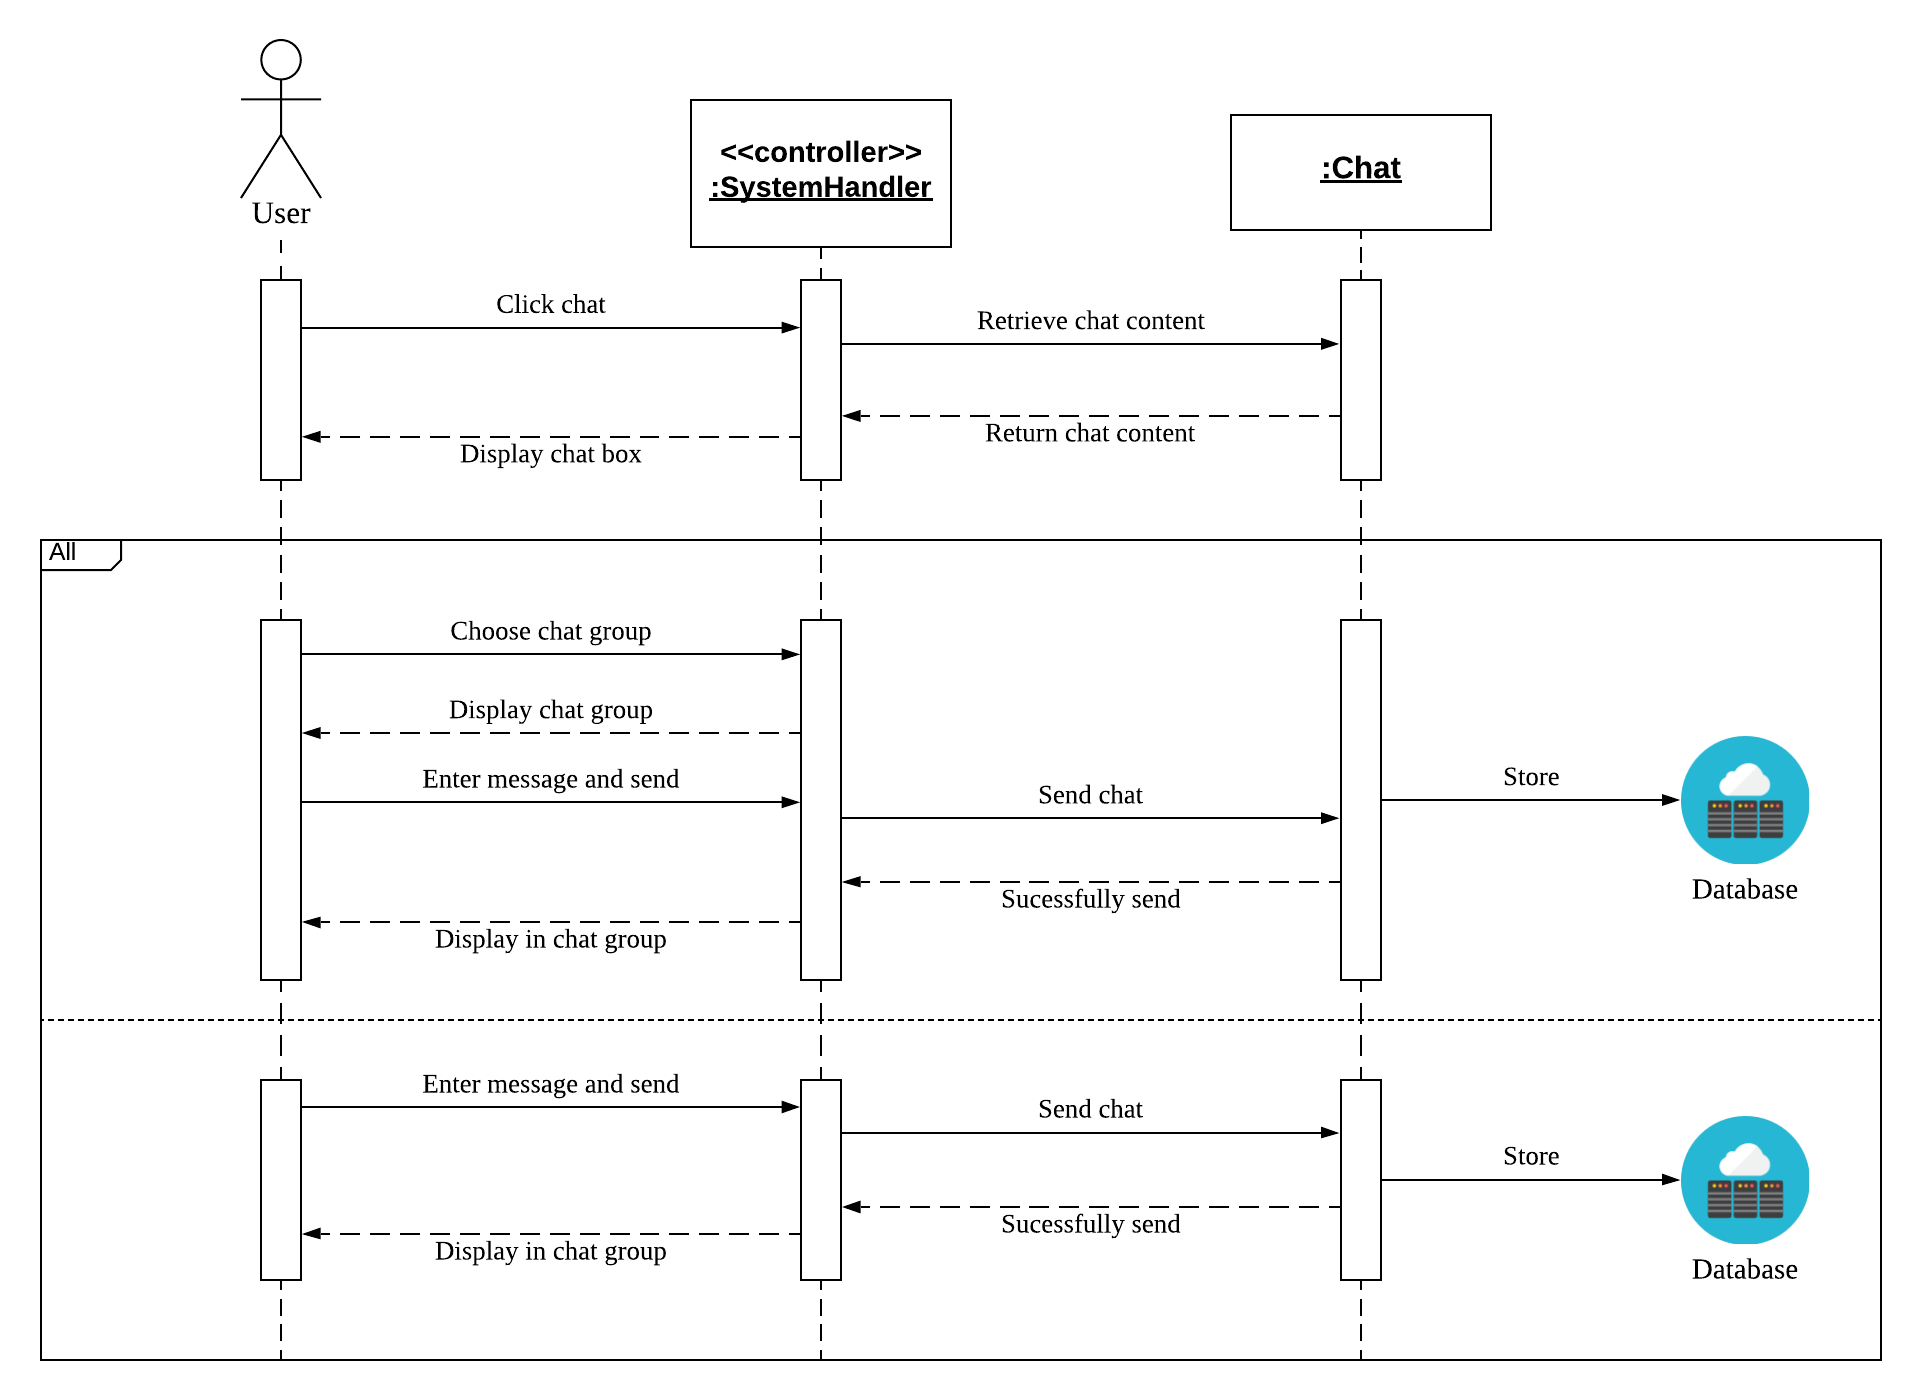 User
<<controller>>
:SystemHandler
:Chat
Click chat
Retrieve chat content
Return chat content
Display chat box
All
Choose chat group
Display chat group
Enter message and send
Send chat
Store
Sucessfully send
Database
Display in chat group
Enter message and send
Send chat
Store
Sucessfully send
Display in chat group
Database